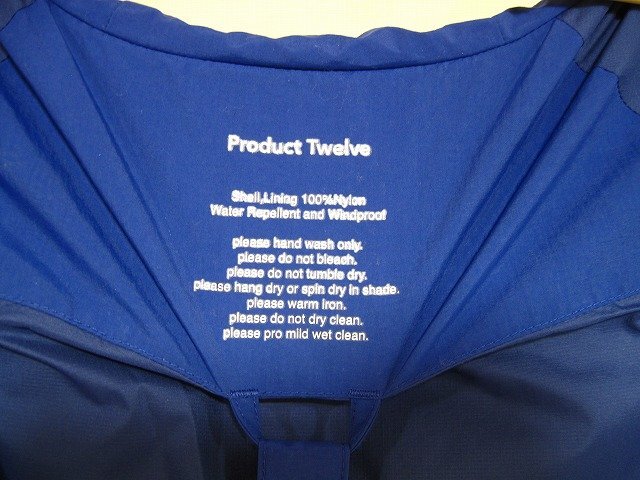 Product Twelve
Shell,Lining 100%Nylon
Water Repellent and Windproof
please hand wash only.
please do not bleach.
please do not tumble dry.
please hang dry or spin dry in shade.
please warm iron.
please do not dry clean.
please pro mild wet clean.